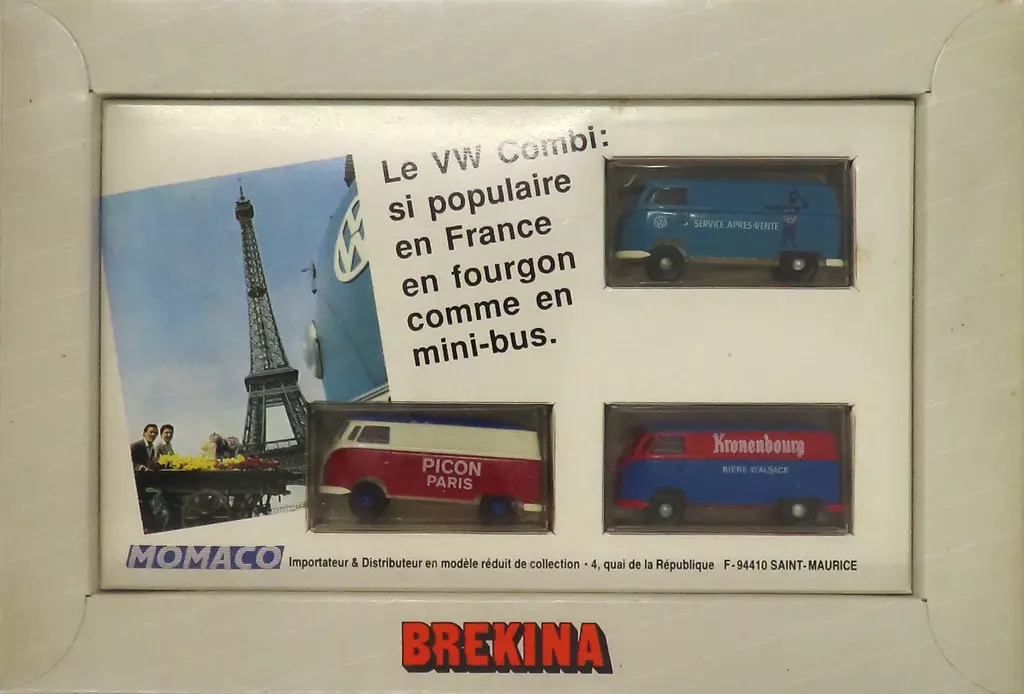 Le VW Combi:
si populaire
en France
en fourgon
comme en
mini-bus.
SERVICE APRES-VENTE
PICON
PARIS
Kronenbourg
BIÈRE D'ALSACE
MOMACO Importateur & Distributeur en modèle réduit de collection · 4, quai de la République F-94410 SAINT-MAURICE
BREKINA